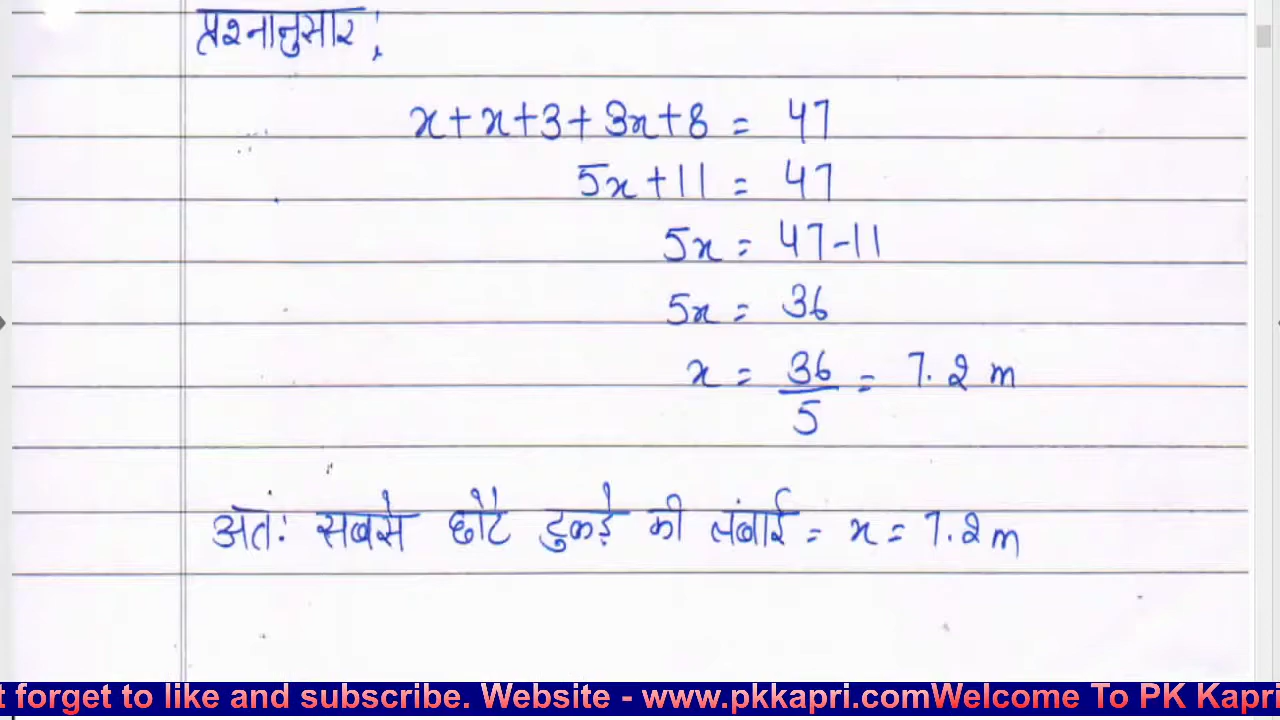 प्रश्नानुसार,
x+x+3+3x+8 = 47
5x+11 = 47
5x = 47-11
5x = 36
x = 36/5 = 7.2 m
अतः सबसे छोटे टुकड़े की लंबाई = x = 7.2 m
t forget to like and subscribe. Website - www.pkkapri.comWelcome To PK Kapri